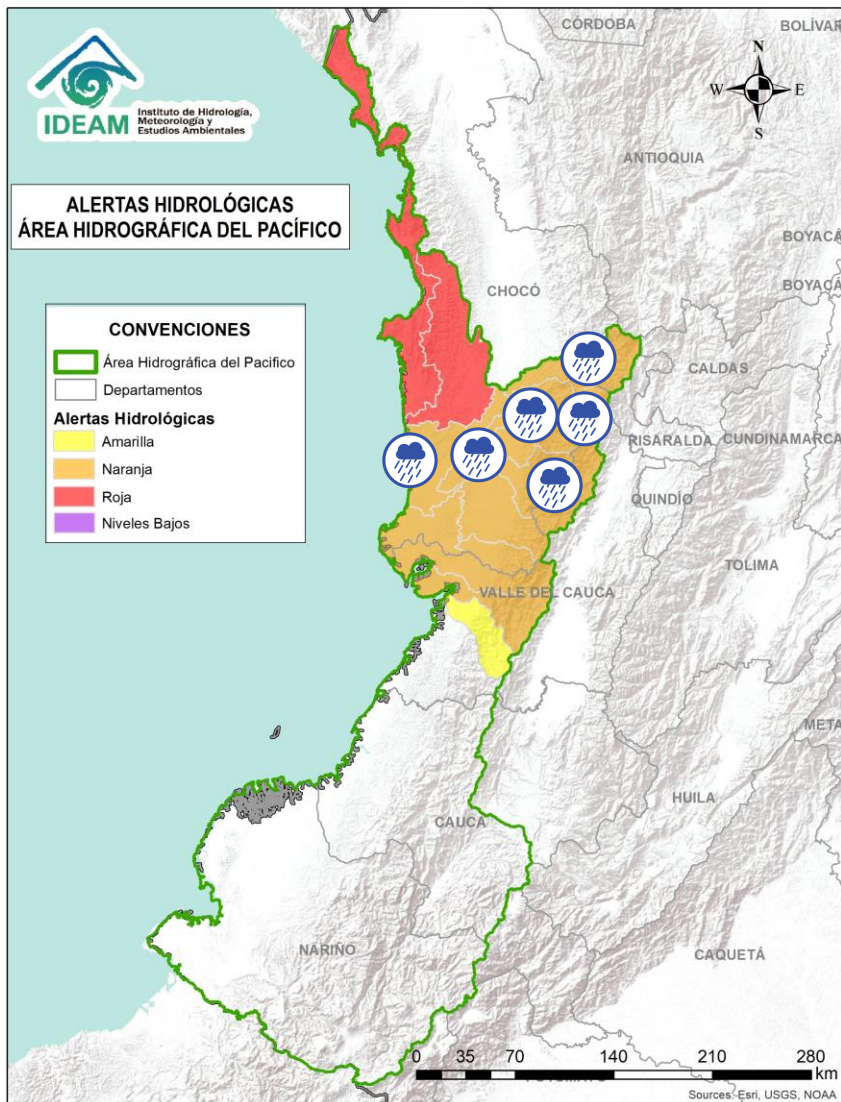 IDEAM
Instituto de Hidrología,
Meteorología y
Estudios Ambientales
ALERTAS HIDROLÓGICAS
ÁREA HIDROGRÁFICA DEL PACÍFICO
CONVENCIONES
Área Hidrográfica del Pacifico
Departamentos
Alertas Hidrológicas
Amarilla
Naranja
Roja
Niveles Bajos
N
W
E
S
CÓRDOBA
BOLÍVAR
ANTIOQUIA
BOYACÁ
BOYACÁ
CHOCÓ
CALDAS
RISARALDA
CUNDINAMARCA
QUINDÍO
TOLIMA
VALLE DEL CAUCA
META
HUILA
CAUCA
NARIÑO
CAQUETÁ
0 35 70 140 210 280
km
Sources: Esri, USGS, NOAA